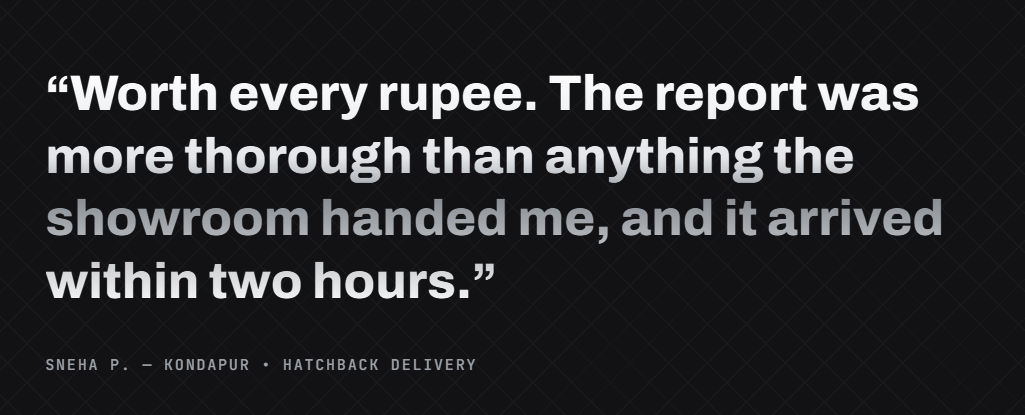 “Worth every rupee. The report was
more thorough than anything the
showroom handed me, and it arrived
within two hours.”
SNEHA P. — KONDAPUR • HATCHBACK DELIVERY